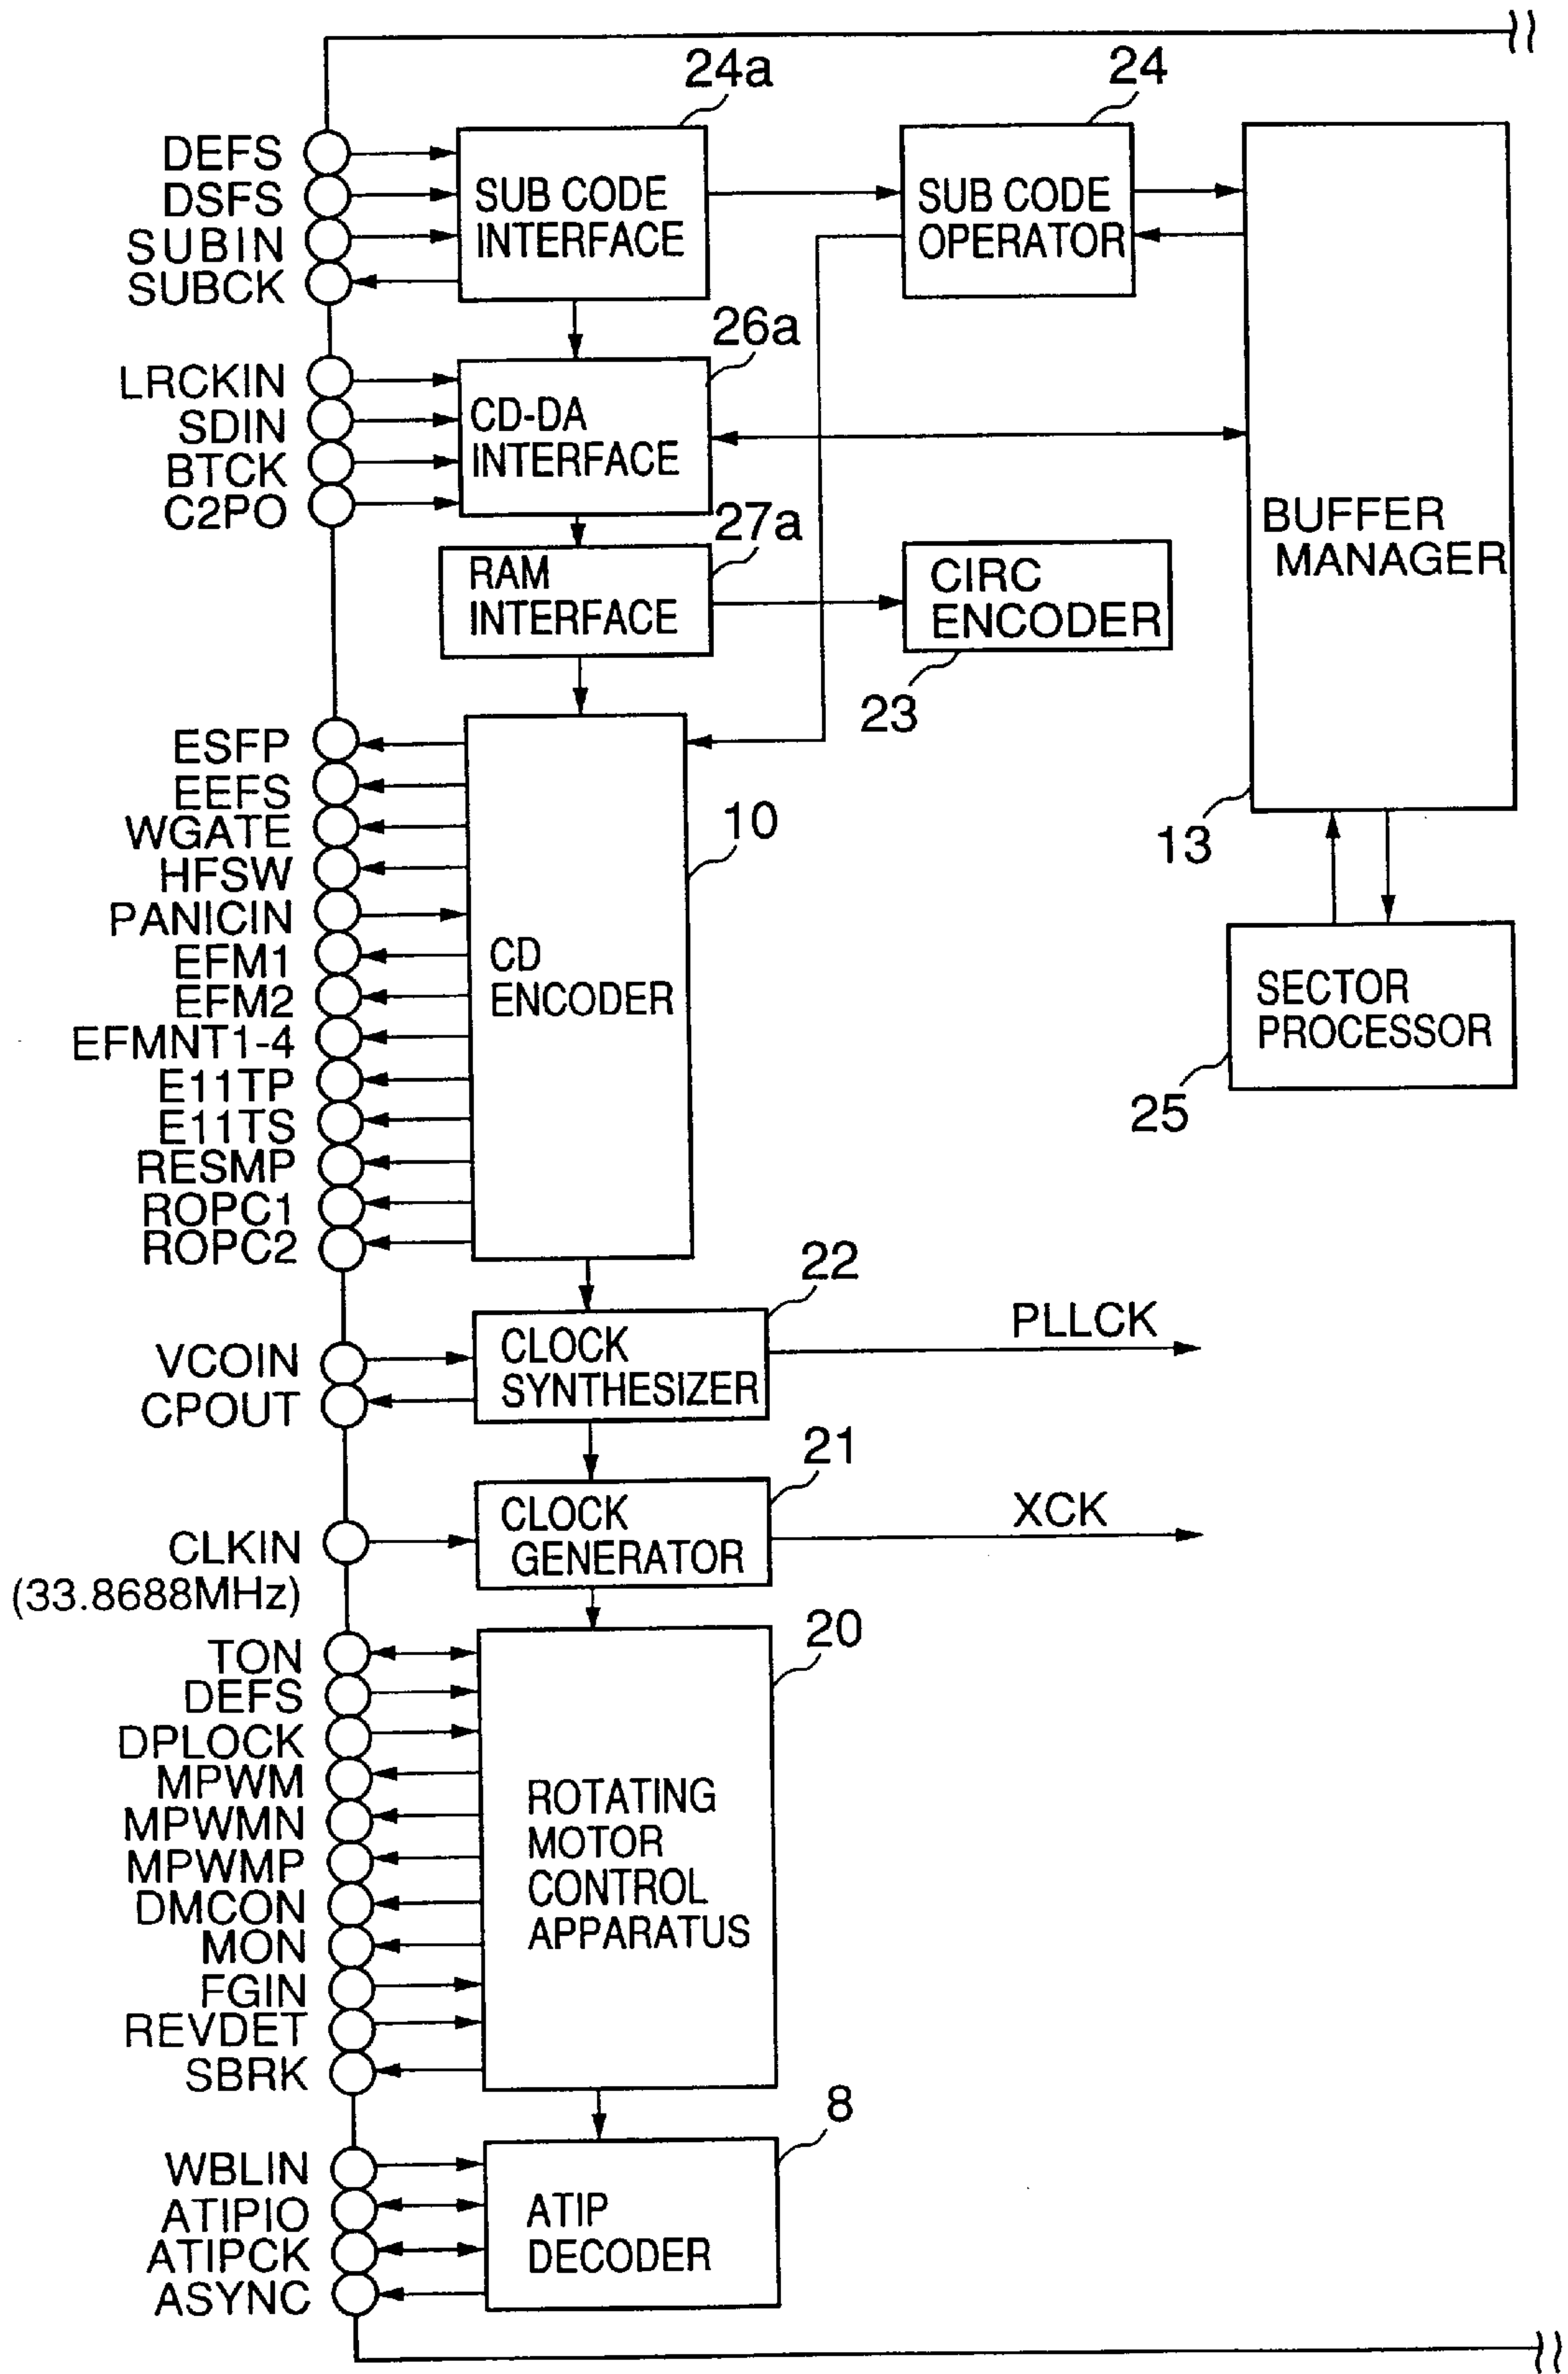 24a
24
DEFS
DSFS
SUBIN
SUBCK
SUB CODE
INTERFACE
SUB CODE
OPERATOR
26a
LRCKIN
SDIN
BTCK
C2PO
CD-DA
INTERFACE
27a
BUFFER
MANAGER
RAM
INTERFACE
CIRC
ENCODER
23
ESFP
EEFS
WGATE
HFSW
PANICIN
EFM1
EFM2
EFMNT1-4
E11TP
E11TS
RESMP
ROPC1
ROPC2
10
CD
ENCODER
13
SECTOR
PROCESSOR
25
22
VCOIN
CPOUT
CLOCK
SYNTHESIZER
PLLCK
21
CLKIN
(33.8688MHz)
CLOCK
GENERATOR
XCK
20
TON
DEFS
DPLOCK
MPWM
MPWMN
MPWMP
DMCON
MON
FGIN
REVDET
SBRK
ROTATING
MOTOR
CONTROL
APPARATUS
8
WBLIN
ATIPIO
ATIPCK
ASYNC
ATIP
DECODER